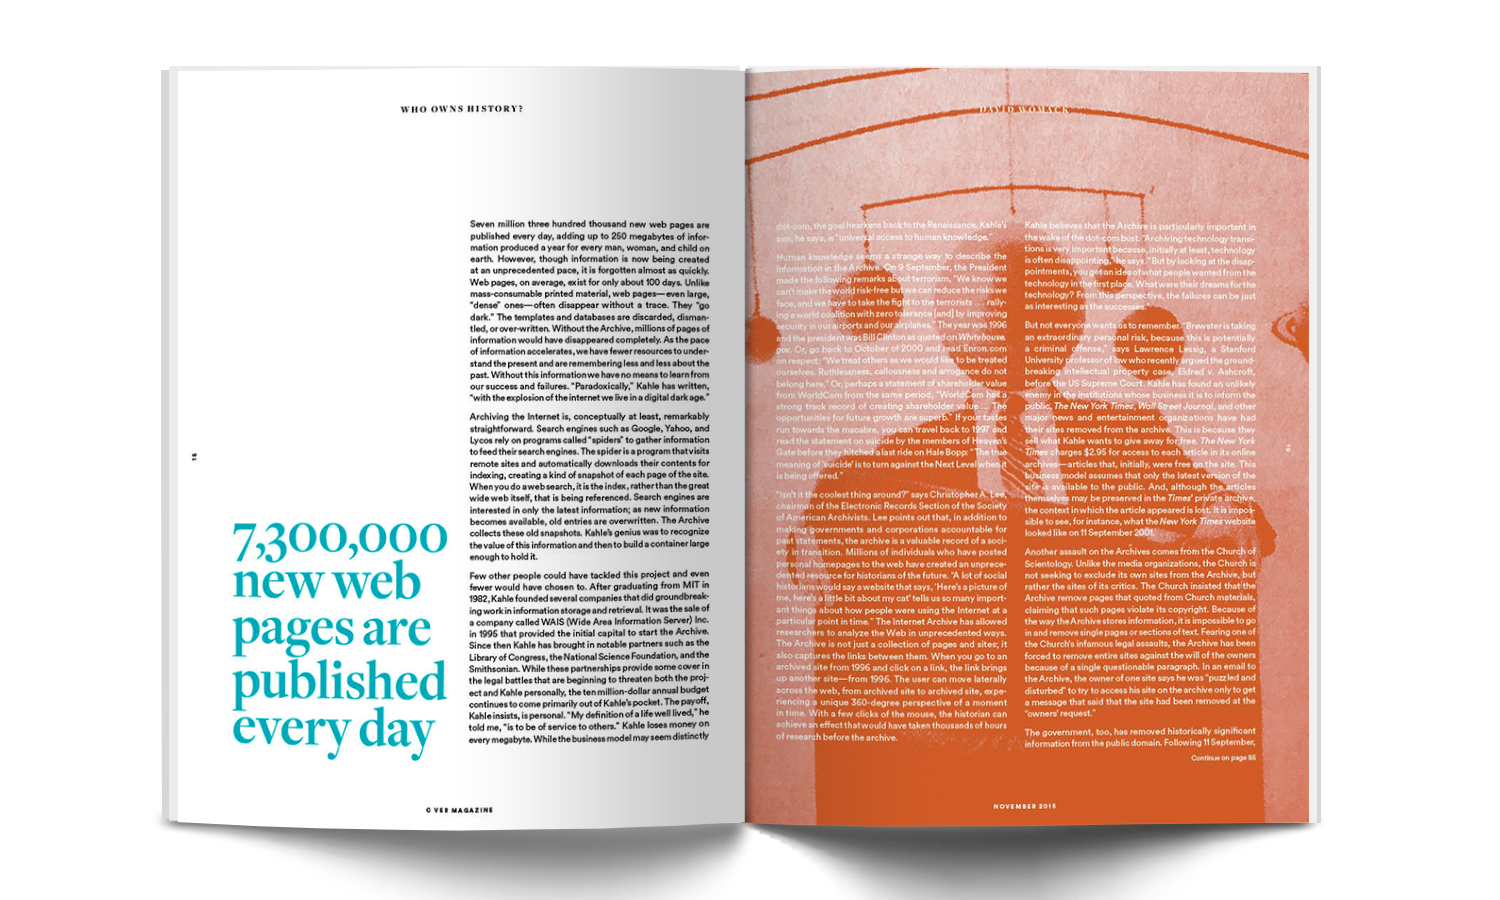 WHO OWNS HISTORY?
7,300,000
new web
pages are
published
every day
Seven million three hundred thousand new web pages are
published every day, adding up to 250 megabytes of infor-
mation produced a year for every man, woman, and child on
earth. However, though information is now being created
at an unprecedented pace, it is forgotten almost as quickly.
Web pages, on average, exist for only about 100 days. Unlike
mass-consumable printed material, web pages—even large,
"dense" ones—often disappear without a trace. They "go
dark." The templates and databases are discarded, disman-
tled, or over-written. Without the Archive, millions of pages of
information would have disappeared completely. As the pace
of information accelerates, we have fewer resources to under-
stand the present and are remembering less and less about the
past. Without this information we have no means to learn from
our success and failures. "Paradoxically," Kahle has written,
"with the explosion of the internet we live in a digital dark age."
Archiving the Internet is, conceptually at least, remarkably
straightforward. Search engines such as Google, Yahoo, and
Lycos rely on programs called "spiders" to gather information
to feed their search engines. The spider is a program that visits
remote sites and automatically downloads their contents for
indexing, creating a kind of snapshot of each page of the site.
When you do a web search, it is the index, rather than the great
wide web itself, that is being referenced. Search engines are
interested in only the latest information; as new information
becomes available, old entries are overwritten. The Archive
collects these old snapshots. Kahle's genius was to recognize
the value of this information and then to build a container large
enough to hold it.
Few other people could have tackled this project and even
fewer would have chosen to. After graduating from MIT in
1982, Kahle founded several companies that did groundbreak-
ing work in information storage and retrieval. It was the sale of
a company called WAIS (Wide Area Information Server) Inc.
in 1995 that provided the initial capital to start the Archive.
Since then Kahle has brought in notable partners such as the
Library of Congress, the National Science Foundation, and the
Smithsonian. While these partnerships provide some cover in
the legal battles that are beginning to threaten both the proj-
ect and Kahle personally, the ten million-dollar annual budget
continues to come primarily out of Kahle's pocket. The payoff,
Kahle insists, is personal. "My definition of a life well lived," he
told me, "is to be of service to others." Kahle loses money on
every megabyte. While the business model may seem distinctly
C VER MAGAZINE
DAVID WOMACK
dot-com, the goal hearkens back to the Renaissance. Kahle's
aim, he says, is "universal access to human knowledge."
Human knowledge seems a strange way to describe the
information in the Archive. On 9 September, the President
made the following remarks about terrorism, "We know we
can't make the world risk-free but we can reduce the risks we
face, and we have to take the fight to the terrorists . . . rally-
ing a world coalition with zero tolerance [and] by improving
security in our airports and our airplanes." The year was 1996
and the president was Bill Clinton as quoted on Whitehouse.
gov. Or, go back to October of 2000 and read Enron.com
on respect: "We treat others as we would like to be treated
ourselves. Ruthlessness, callousness and arrogance do not
belong here." Or, perhaps a statement of shareholder value
from WorldCom from the same period, "WorldCom has a
strong track record of creating shareholder value . . . The
opportunities for future growth are superb." If your tastes
run towards the macabre, you can travel back to 1997 and
read the statement on suicide by the members of Heaven's
Gate before they hitched a last ride on Hale Bopp: "The true
meaning of 'suicide' is to turn against the Next Level when it
is being offered."
"Isn't it the coolest thing around?" says Christopher A. Lee,
chairman of the Electronic Records Section of the Society
of American Archivists. Lee points out that, in addition to
making governments and corporations accountable for
past statements, the archive is a valuable record of a soci-
ety in transition. Millions of individuals who have posted
personal homepages to the web have created an unprece-
dented resource for historians of the future. "A lot of social
historians would say a website that says, 'Here's a picture of
me, here's a little bit about my cat' tells us so many import-
ant things about how people were using the Internet at a
particular point in time." The Internet Archive has allowed
researchers to analyze the Web in unprecedented ways.
The Archive is not just a collection of pages and sites; it
also captures the links between them. When you go to an
archived site from 1996 and click on a link, the link brings
up another site—from 1996. The user can move laterally
across the web, from archived site to archived site, expe-
riencing a unique 360-degree perspective of a moment
in time. With a few clicks of the mouse, the historian can
achieve an effect that would have taken thousands of hours
of research before the archive.
Kahle believes that the Archive is particularly important in
the wake of the dot-com bust. "Archiving technology transi-
tions is very important because, initially at least, technology
is often disappointing," he says. "But by looking at the disap-
pointments, you get an idea of what people wanted from the
technology in the first place. What were their dreams for the
technology? From this perspective, the failures can be just
as interesting as the successes."
But not everyone wants us to remember. "Brewster is taking
an extraordinary personal risk, because this is potentially
a criminal offense," says Lawrence Lessig, a Stanford
University professor of law who recently argued the ground-
breaking intellectual property case, Eldred v. Ashcroft,
before the US Supreme Court. Kahle has found an unlikely
enemy in the institutions whose business it is to inform the
public. The New York Times, Wall Street Journal, and other
major news and entertainment organizations have had
their sites removed from the archive. This is because they
sell what Kahle wants to give away for free. The New York
Times charges $2.95 for access to each article in its online
archives—articles that, initially, were free on the site. This
business model assumes that only the latest version of the
site is available to the public. And, although the articles
themselves may be preserved in the Times' private archive,
the context in which the article appeared is lost. It is impos-
sible to see, for instance, what the New York Times website
looked like on 11 September 2001.
Another assault on the Archives comes from the Church of
Scientology. Unlike the media organizations, the Church is
not seeking to exclude its own sites from the Archive, but
rather the sites of its critics. The Church insisted that the
Archive remove pages that quoted from Church materials,
claiming that such pages violate its copyright. Because of
the way the Archive stores information, it is impossible to go
in and remove single pages or sections of text. Fearing one of
the Church's infamous legal assaults, the Archive has been
forced to remove entire sites against the will of the owners
because of a single questionable paragraph. In an email to
the Archive, the owner of one site says he was "puzzled and
disturbed" to try to access his site on the archive only to get
a message that said that the site had been removed at the
"owners' request."
The government, too, has removed historically significant
information from the public domain. Following 11 September,
Continue on page 85
NOVEMBER 2015